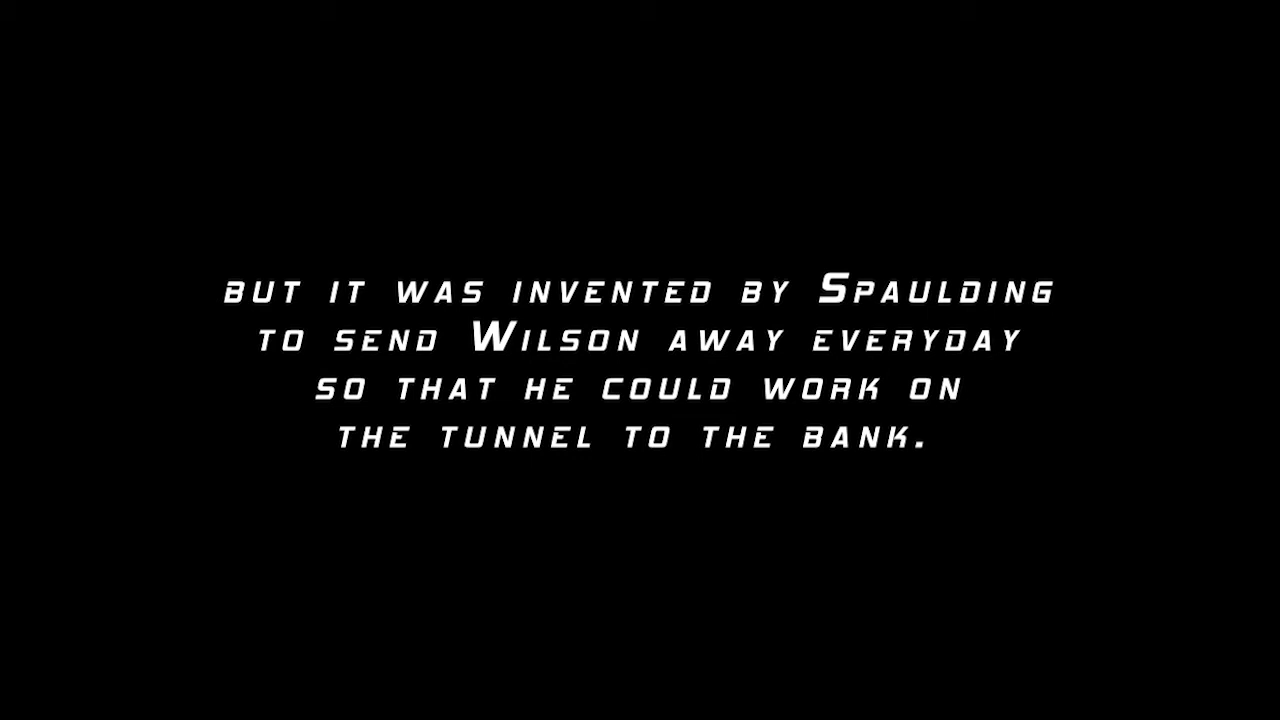 but it was invented by Spaulding
to send Wilson away everyday
so that he could work on
the tunnel to the bank.